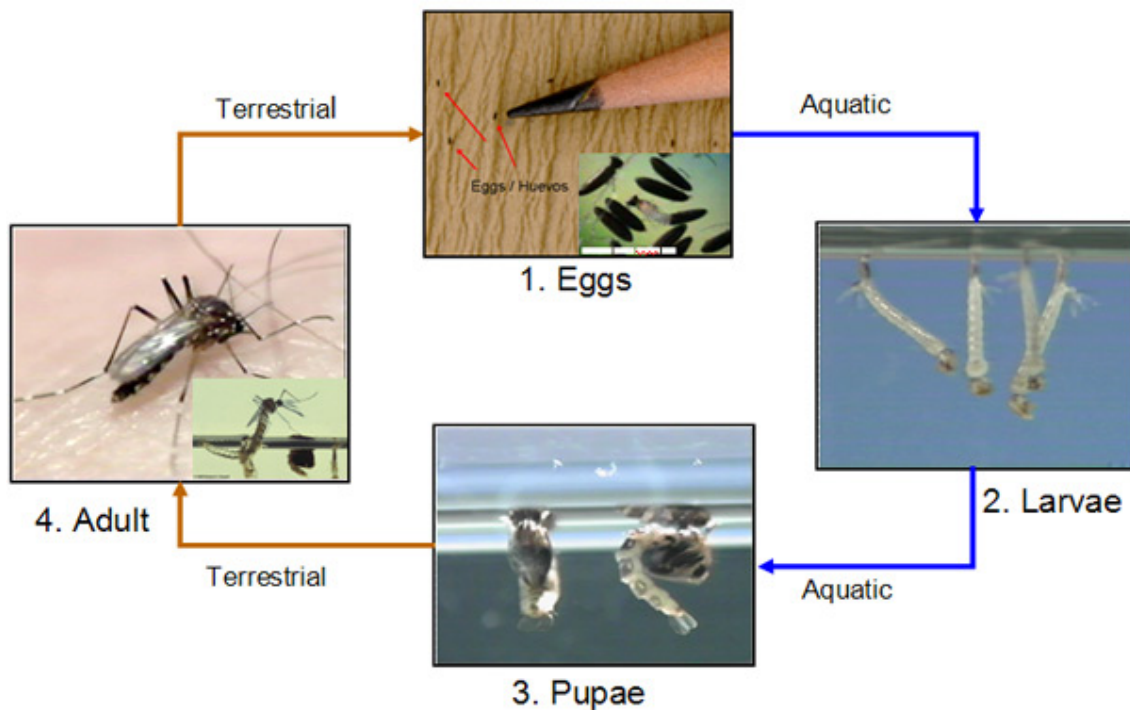 Terrestrial
Aquatic
Eggs / Huevos
1. Eggs
4. Adult
2. Larvae
Terrestrial
Aquatic
3. Pupae